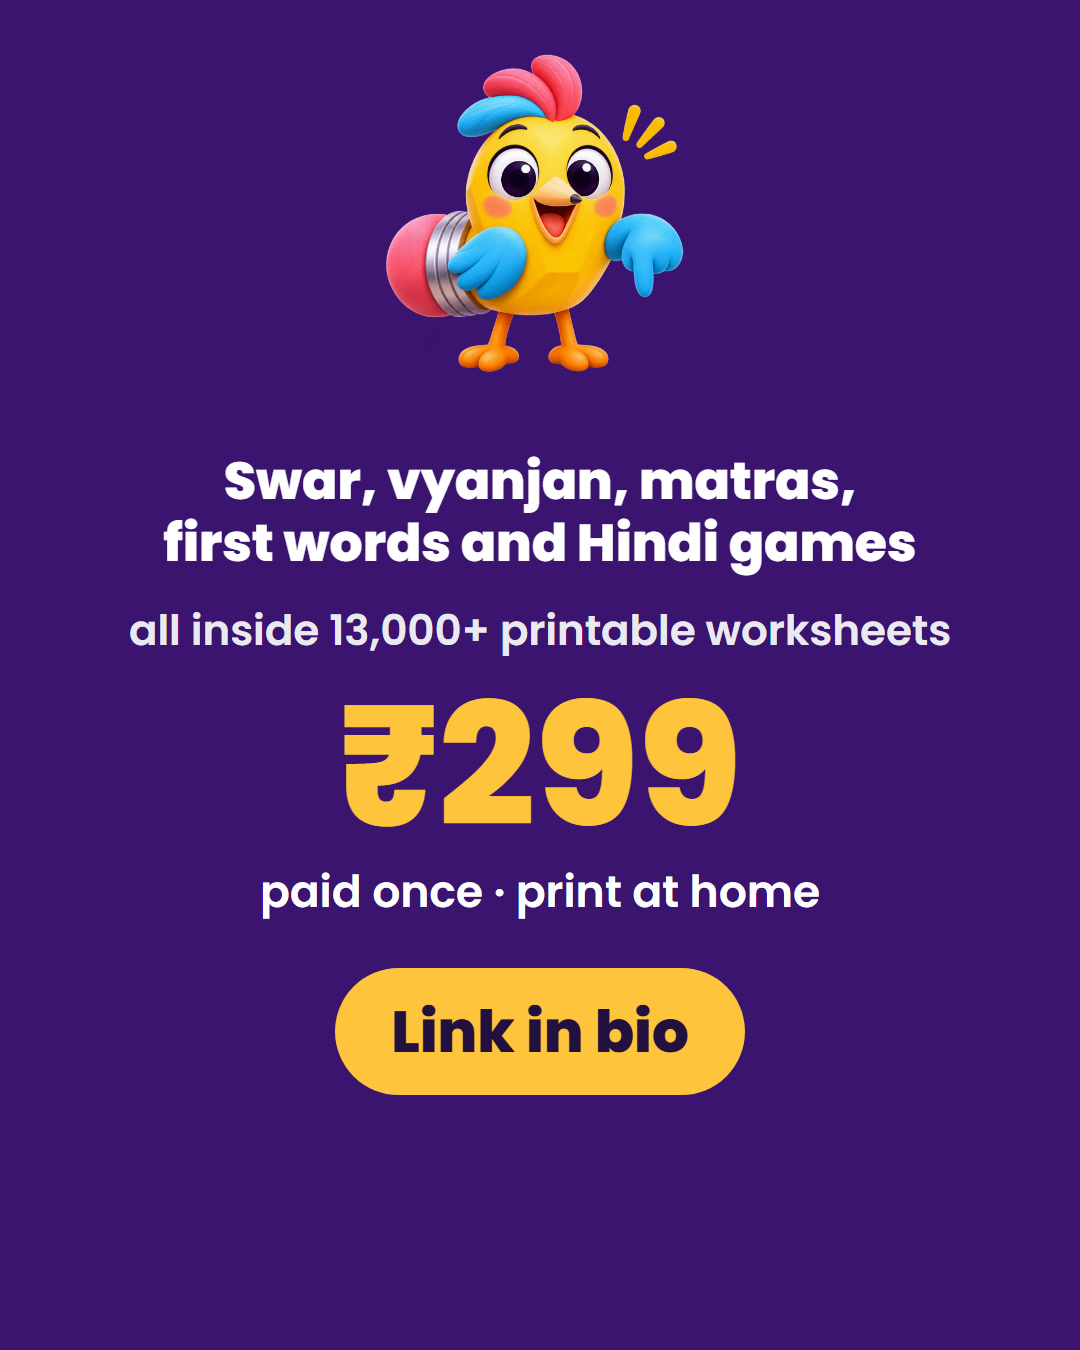 Swar, vyanjan, matras,
first words and Hindi games
all inside 13,000+ printable worksheets
₹299
paid once · print at home
Link in bio